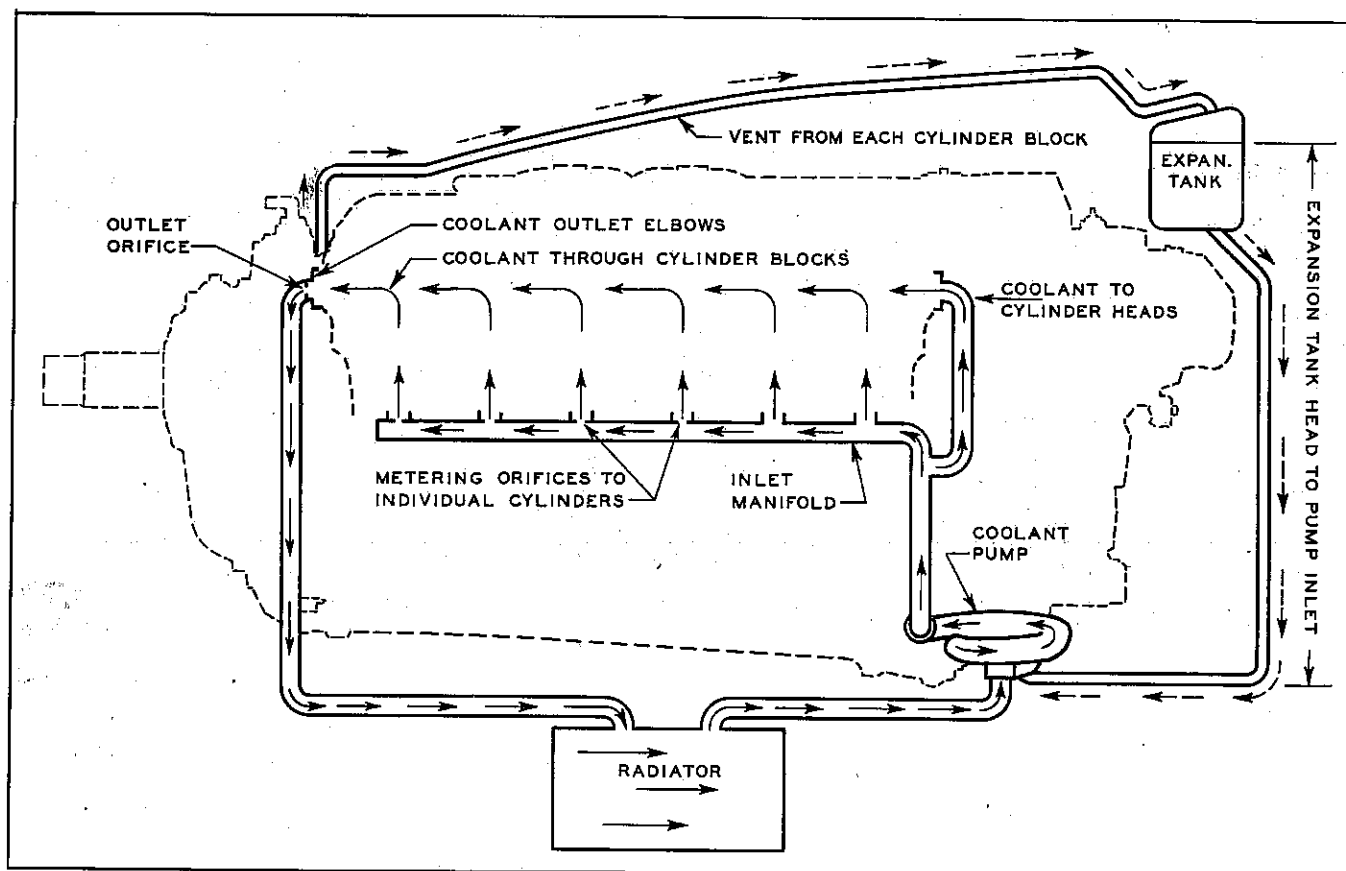 VENT FROM EACH CYLINDER BLOCK
EXPAN.
TANK
OUTLET
ORIFICE
COOLANT OUTLET ELBOWS
COOLANT THROUGH CYLINDER BLOCKS
COOLANT TO
CYLINDER HEADS
EXPANSION TANK HEAD TO PUMP INLET
METERING ORIFICES TO
INDIVIDUAL CYLINDERS
INLET
MANIFOLD
COOLANT
PUMP
RADIATOR